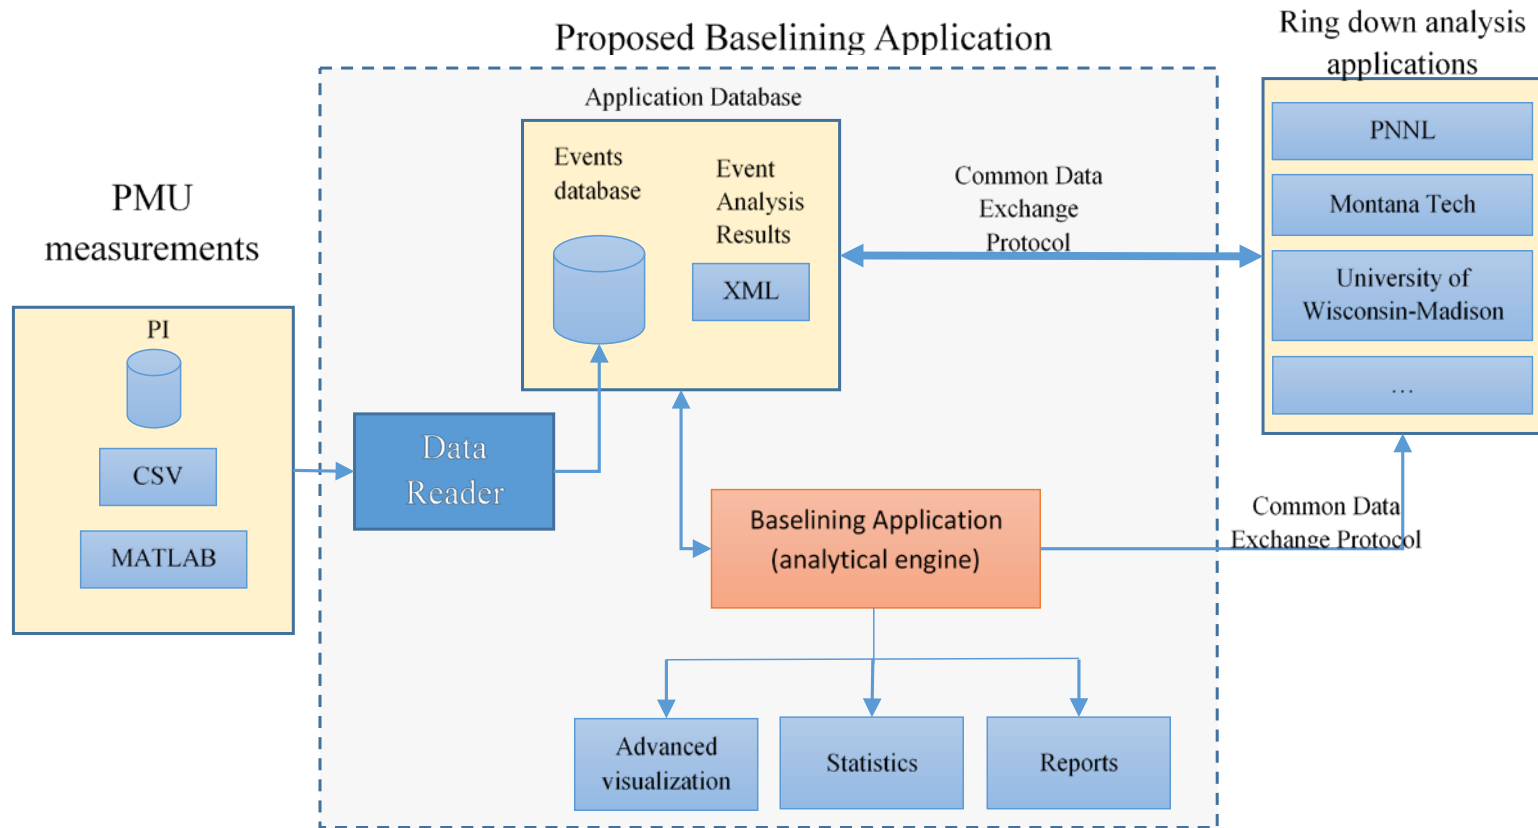 Proposed Baselining Application
Ring down analysis
applications
Application Database
Events
database
Event
Analysis
Results
XML
Common Data
Exchange
Protocol
PNNL
Montana Tech
University of
Wisconsin-Madison
...
PMU
measurements
PI
CSV
MATLAB
Data
Reader
Baselining Application
(analytical engine)
Common Data
Exchange Protocol
Advanced
visualization
Statistics
Reports